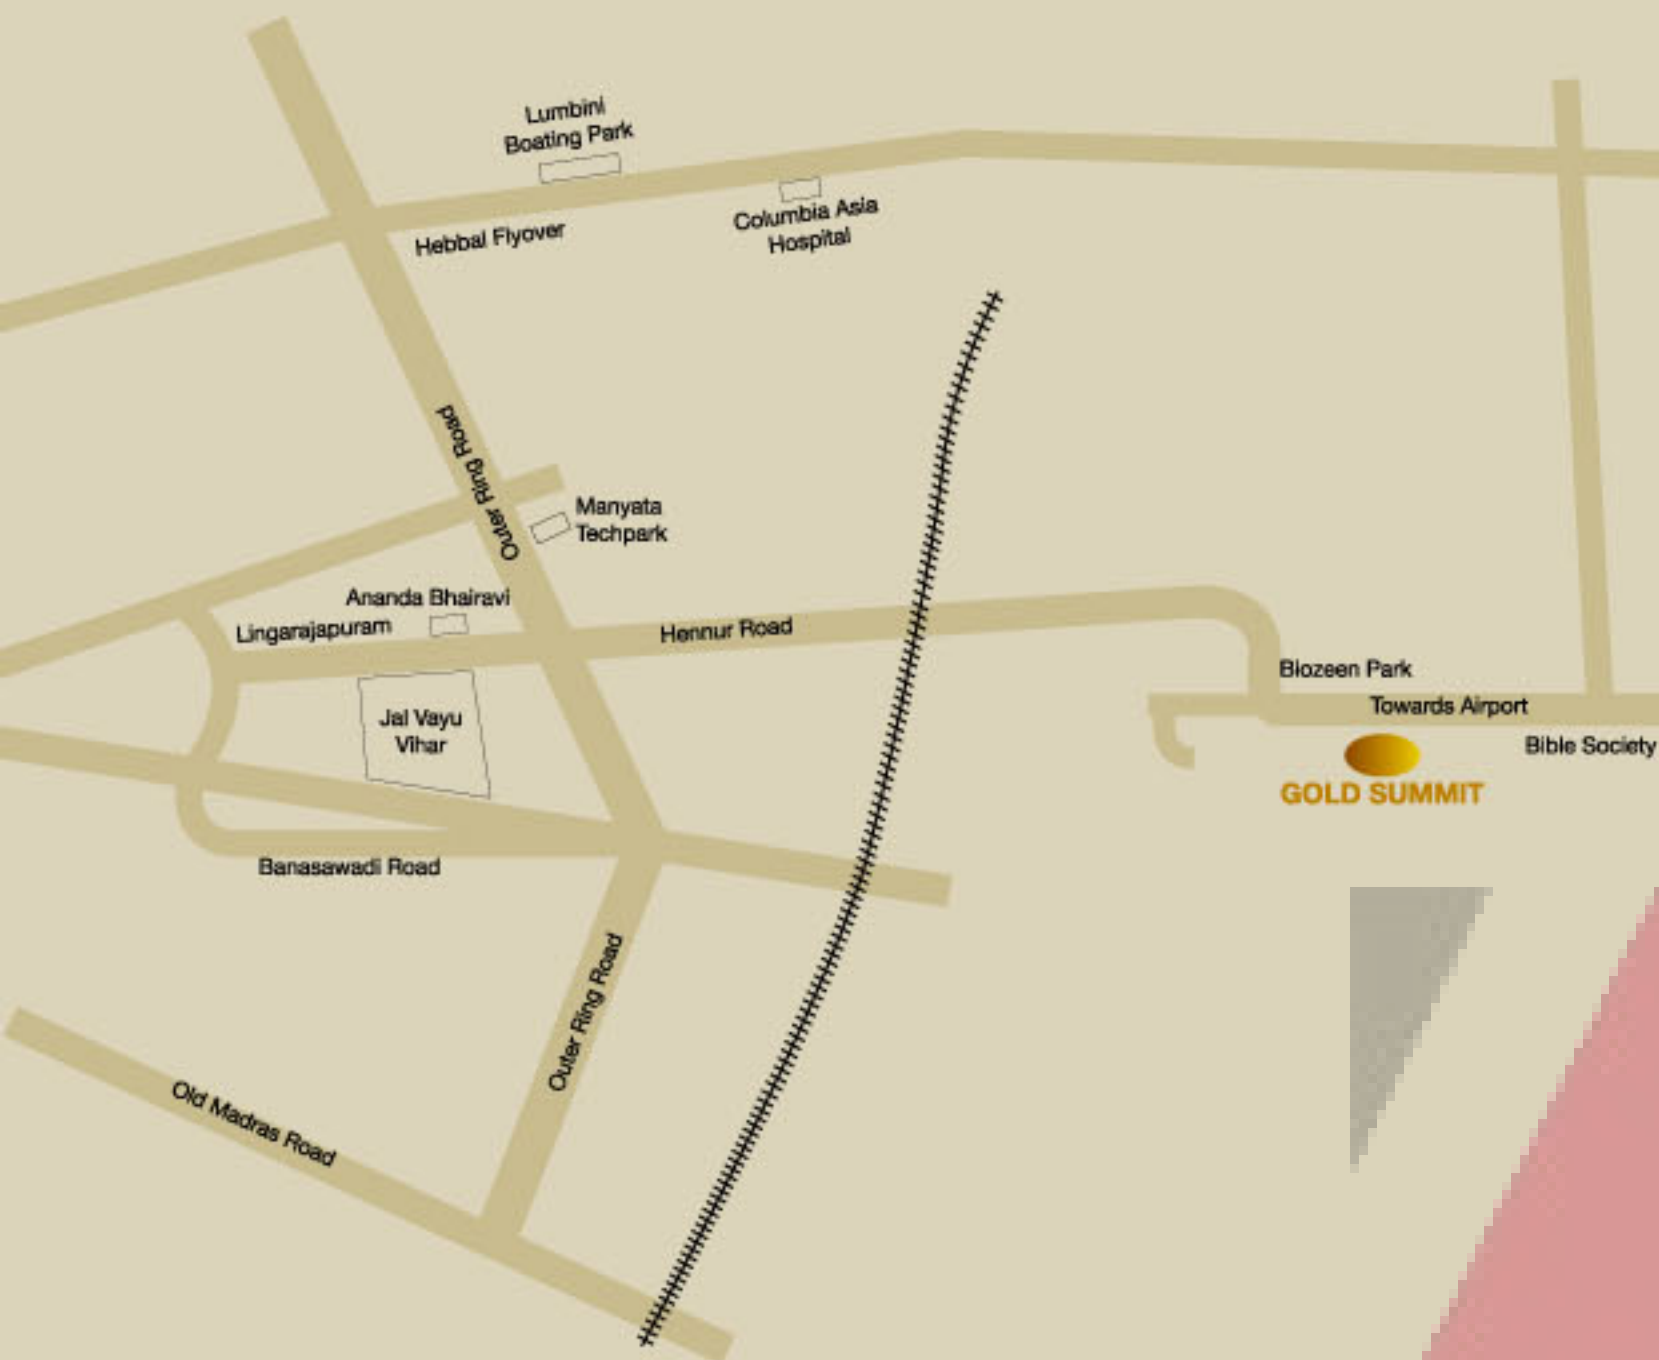 Lumbini
Boating Park
Columbia Asia
Hospital
Hebbal Flyover
Outer Ring Road
Manyata
Techpark
Ananda Bhairavi
Lingarajapuram
Hennur Road
Biozeen Park
Towards Airport
Jal Vayu
Vihar
Bible Society
GOLD SUMMIT
Banasawadi Road
Outer Ring Road
Old Madras Road